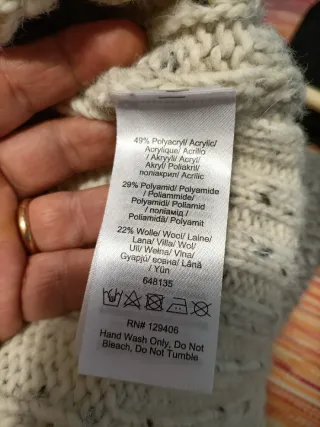 49% Polyacryl/ Acrylic/
Acrylique/ Acrilico
/ Akryyli/ Acryl/
Akryl/ Poliakril/
поліакрил/ Acrilic
29% Polyamid/ Polyamide
/ Poliammide/
Polyamidi/ Poliamid
/ поліамід /
Poliamidă/ Polyamit
22% Wolle/ Wool/ Laine/
Lana/ Villa/ Wol/
Ull/ Wełna/ Vlna/
Gyapjú/ вовна/ Lână
/ Yün
648135
RN# 129406
Hand Wash Only, Do Not
Bleach, Do Not Tumble